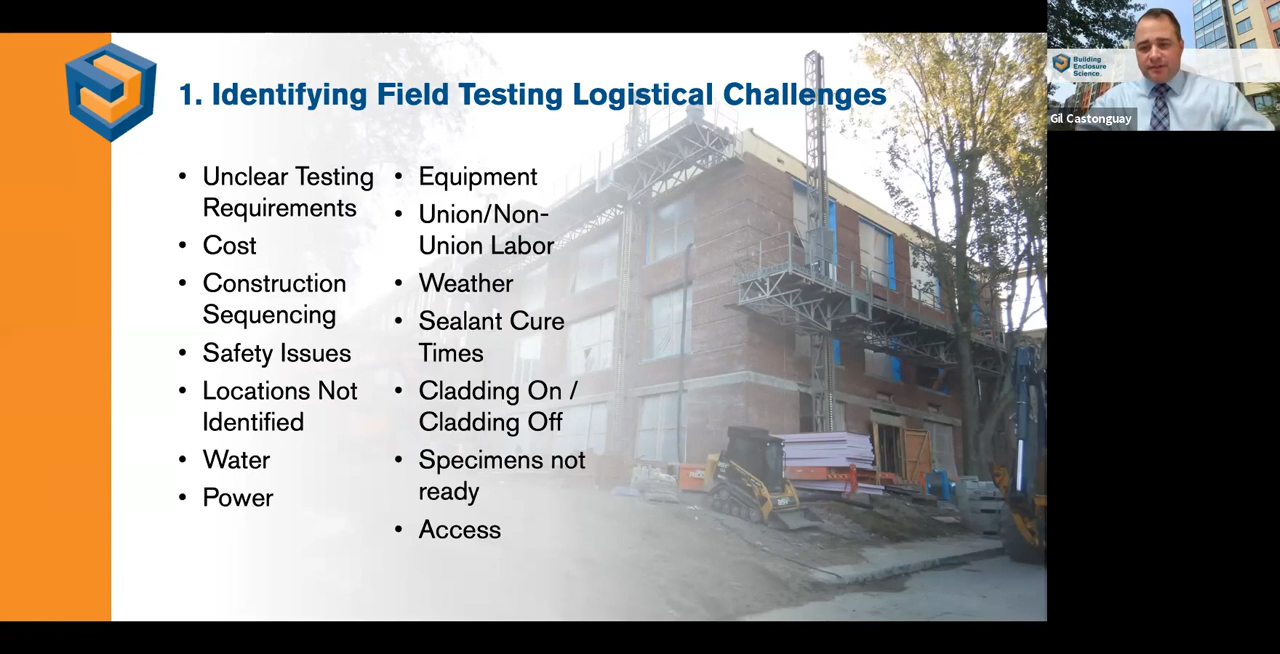 1. Identifying Field Testing Logistical Challenges
• Unclear Testing
Requirements
• Cost
• Construction
Sequencing
• Safety Issues
• Locations Not
Identified
• Water
• Power
• Equipment
• Union/Non-
Union Labor
• Weather
• Sealant Cure
Times
• Cladding On /
Cladding Off
• Specimens not
ready
• Access
Building
Enclosure
Science.
Gil Castonguay